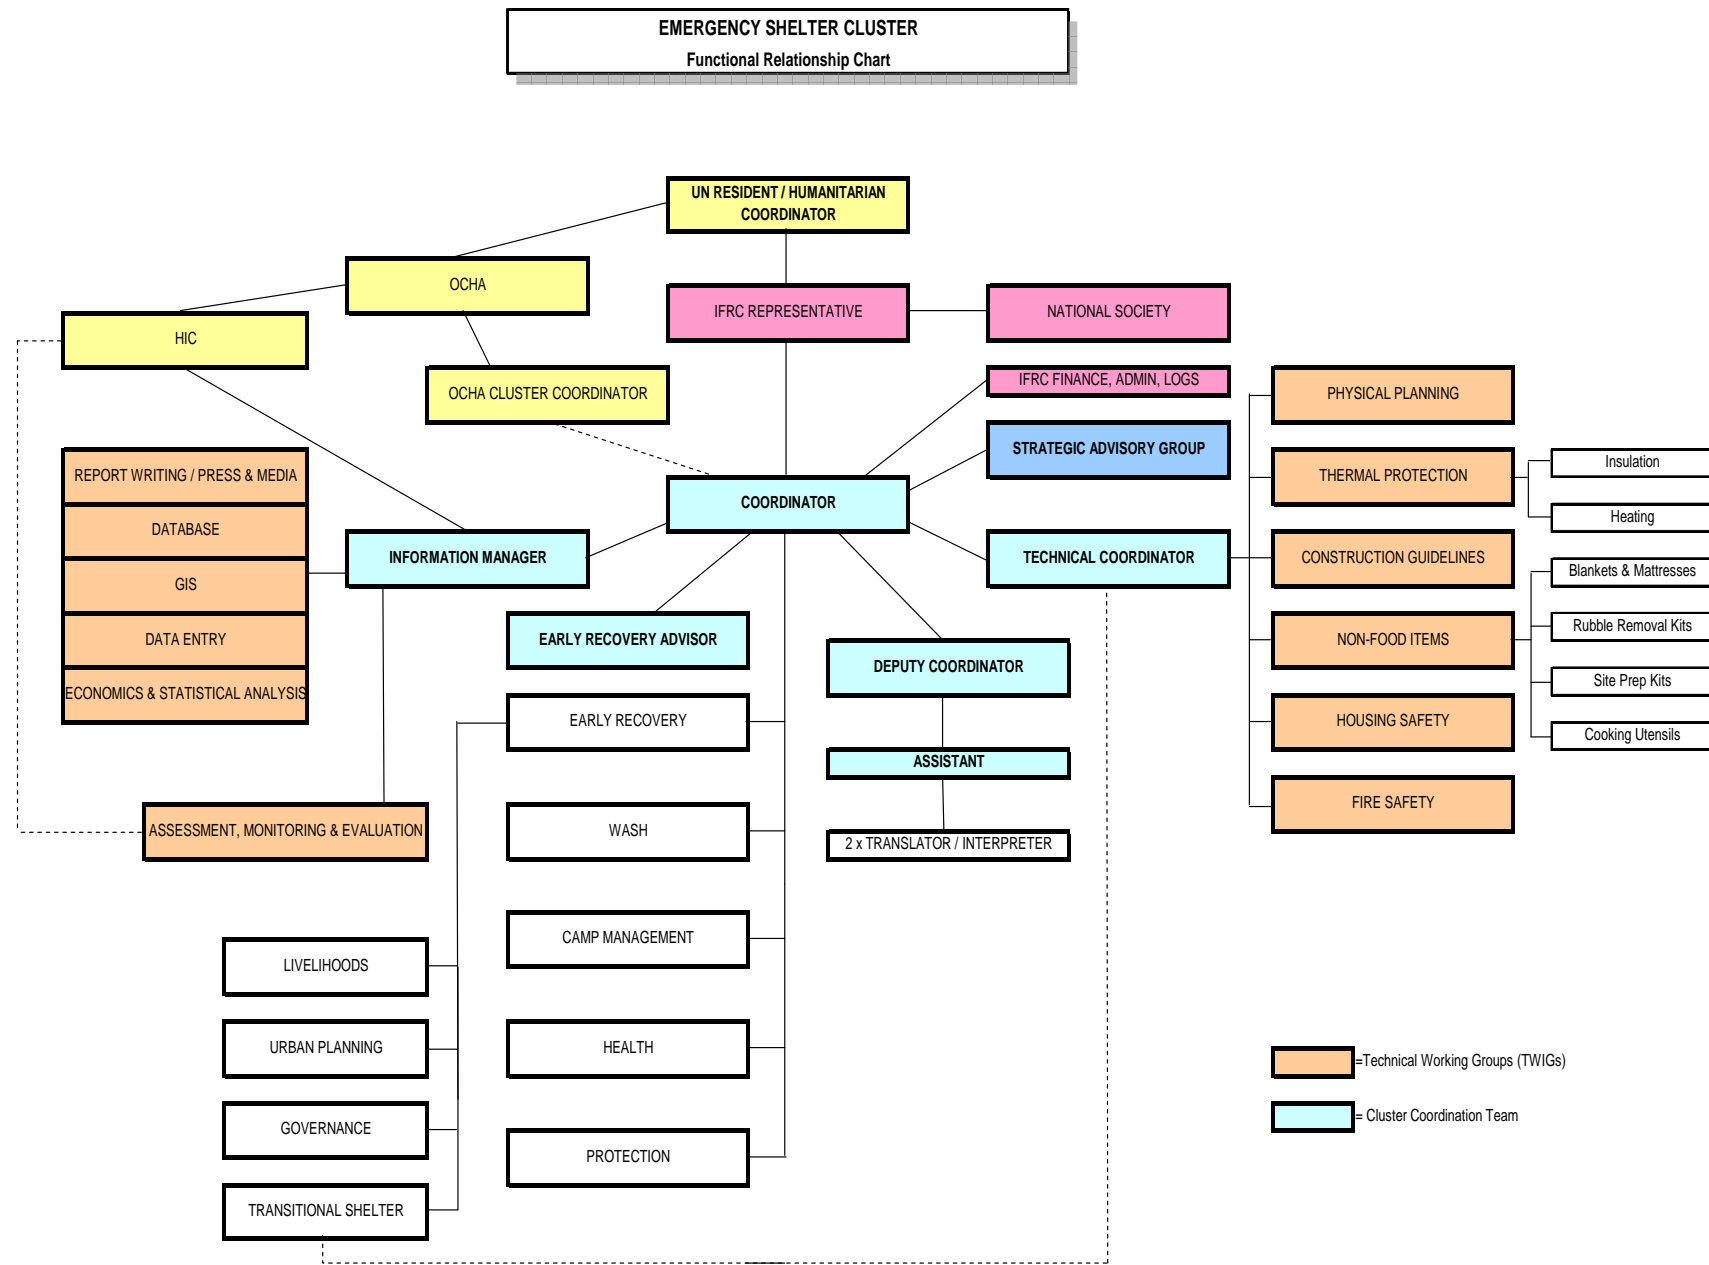 EMERGENCY SHELTER CLUSTER
Functional Relationship Chart
UN RESIDENT / HUMANITARIAN
COORDINATOR
OCHA
IFRC REPRESENTATIVE
NATIONAL SOCIETY
HIC
OCHA CLUSTER COORDINATOR
IFRC FINANCE, ADMIN, LOGS
PHYSICAL PLANNING
STRATEGIC ADVISORY GROUP
REPORT WRITING / PRESS & MEDIA
THERMAL PROTECTION
Insulation
COORDINATOR
Heating
DATABASE
INFORMATION MANAGER
TECHNICAL COORDINATOR
CONSTRUCTION GUIDELINES
Blankets & Mattresses
GIS
DATA ENTRY
EARLY RECOVERY ADVISOR
NON-FOOD ITEMS
Rubble Removal Kits
DEPUTY COORDINATOR
Site Prep Kits
ECONOMICS & STATISTICAL ANALYSIS
EARLY RECOVERY
HOUSING SAFETY
Cooking Utensils
ASSISTANT
FIRE SAFETY
ASSESSMENT, MONITORING & EVALUATION
WASH
2 x TRANSLATOR / INTERPRETER
CAMP MANAGEMENT
LIVELIHOODS
URBAN PLANNING
HEALTH
=Technical Working Groups (TWIGs)
= Cluster Coordination Team
GOVERNANCE
PROTECTION
TRANSITIONAL SHELTER